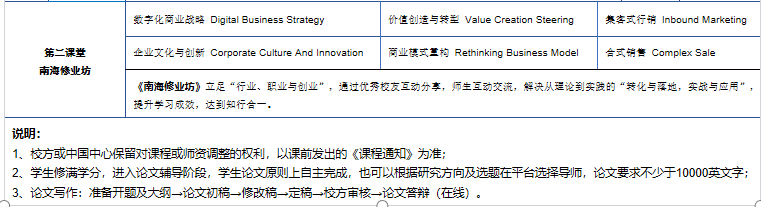 数字化商业战略 Digital Business Strategy
价值创造与转型 Value Creation Steering
集客式行销 Inbound Marketing
第二课堂
南海修业坊
企业文化与创新 Corporate Culture And Innovation
商业模式重构 Rethinking Business Model
合式销售 Complex Sale
《南海修业坊》立足“行业、职业与创业”，通过优秀校友互动分享，师生互动交流，解决从理论到实践的“转化与落地，实战与应用”，
提升学习成效，达到知行合一。
说明：
1、校方或中国中心保留对课程或师资调整的权利，以课前发出的《课程通知》为准；
2、学生修满学分，进入论文辅导阶段，学生论文原则上自主完成，也可以根据研究方向及选题在平台选择导师，论文要求不少于10000英文字；
3、论文写作：准备开题及大纲→论文初稿→修改稿→定稿→校方审核→论文答辩（在线）。